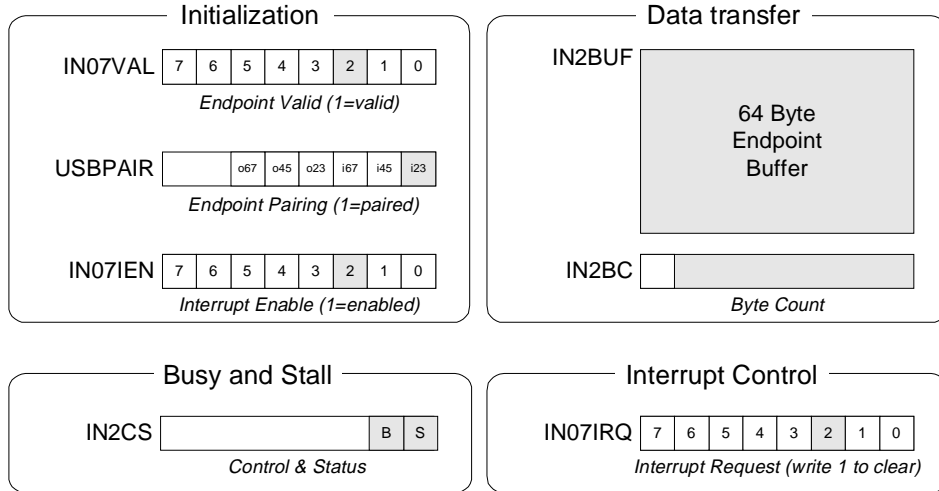 Initialization
IN07VAL 7 6 5 4 3 2 1 0
Endpoint Valid (1=valid)
USBPAIR o67 o45 o23 i67 i45 i23
Endpoint Pairing (1=paired)
IN07IEN 7 6 5 4 3 2 1 0
Interrupt Enable (1=enabled)
Data transfer
IN2BUF
64 Byte
Endpoint
Buffer
IN2BC
Byte Count
Busy and Stall
IN2CS B S
Control & Status
Interrupt Control
IN07IRQ 7 6 5 4 3 2 1 0
Interrupt Request (write 1 to clear)